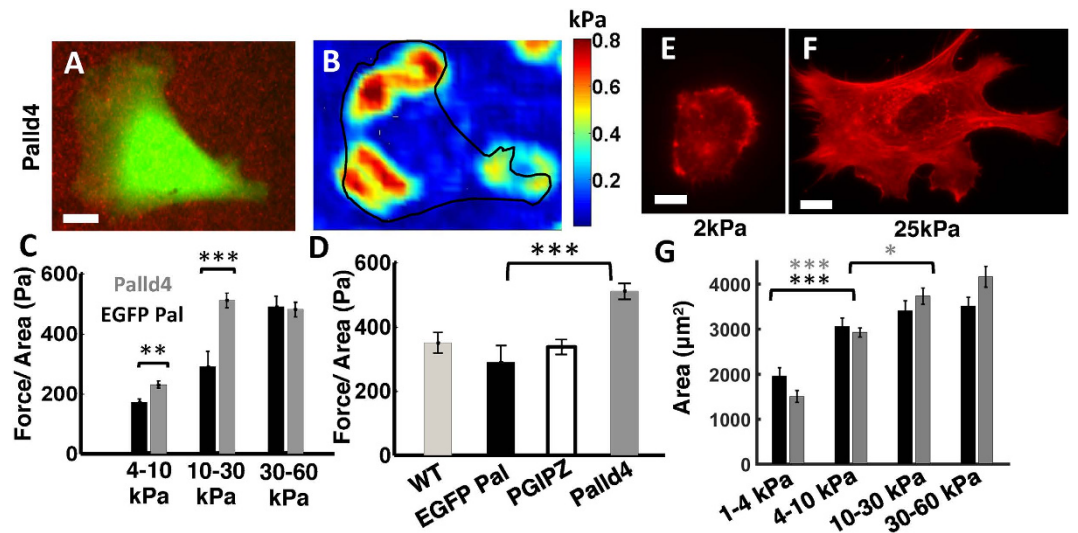 A
Palld4
B
kPa
0.8
0.6
0.4
0.2
E
2kPa
F
25kPa
C
Force/ Area (Pa)
600
400
200
0
Palld4
EGFP Pal
**
***
4-10 kPa
10-30 kPa
30-60 kPa
D
Force/ Area (Pa)
600
400
200
0
***
WT
EGFP Pal
PGIPZ
Palld4
G
Area (μm²)
4000
3000
2000
1000
0
***
***
*
1-4 kPa
4-10 kPa
10-30 kPa
30-60 kPa